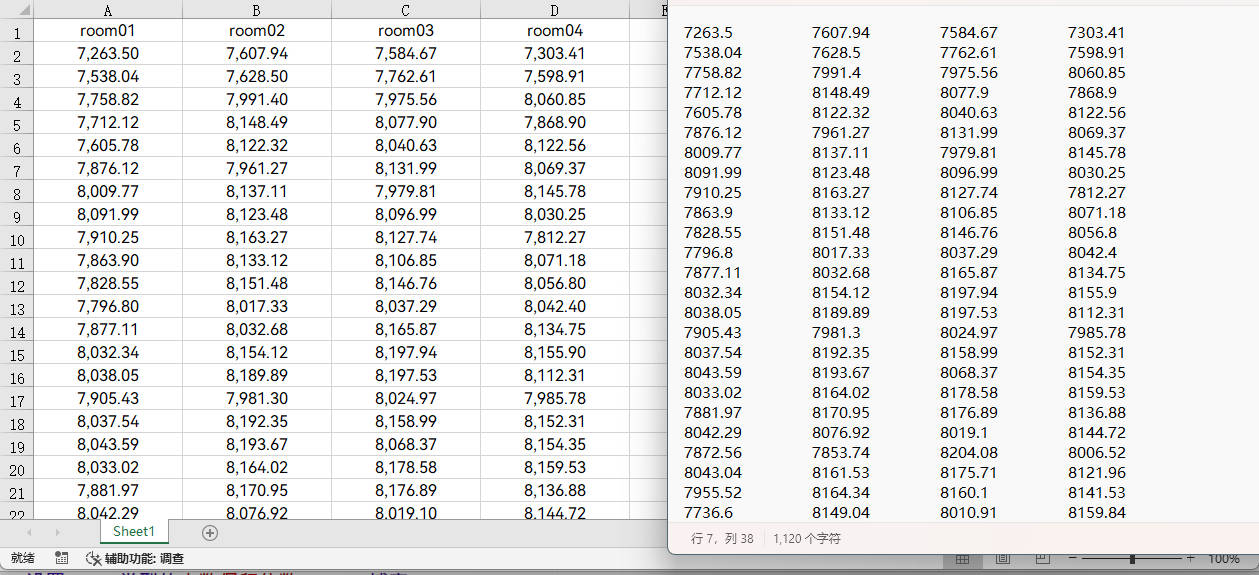 A B C D E
1 room01 room02 room03 room04
2 7,263.50 7,607.94 7,584.67 7,303.41
3 7,538.04 7,628.50 7,762.61 7,598.91
4 7,758.82 7,991.40 7,975.56 8,060.85
5 7,712.12 8,148.49 8,077.90 7,868.90
6 7,605.78 8,122.32 8,040.63 8,122.56
7 7,876.12 7,961.27 8,131.99 8,069.37
8 8,009.77 8,137.11 7,979.81 8,145.78
9 8,091.99 8,123.48 8,096.99 8,030.25
10 7,910.25 8,163.27 8,127.74 7,812.27
11 7,863.90 8,133.12 8,106.85 8,071.18
12 7,828.55 8,151.48 8,146.76 8,056.80
13 7,796.80 8,017.33 8,037.29 8,042.40
14 7,877.11 8,032.68 8,165.87 8,134.75
15 8,032.34 8,154.12 8,197.94 8,155.90
16 8,038.05 8,189.89 8,197.53 8,112.31
17 7,905.43 7,981.30 8,024.97 7,985.78
18 8,037.54 8,192.35 8,158.99 8,152.31
19 8,043.59 8,193.67 8,068.37 8,154.35
20 8,033.02 8,164.02 8,178.58 8,159.53
21 7,881.97 8,170.95 8,176.89 8,136.88
22 8,042.29 8,076.92 8,019.10 8,144.72
Sheet1
就绪 辅助功能: 调查
7263.5 7607.94 7584.67 7303.41
7538.04 7628.5 7762.61 7598.91
7758.82 7991.4 7975.56 8060.85
7712.12 8148.49 8077.9 7868.9
7605.78 8122.32 8040.63 8122.56
7876.12 7961.27 8131.99 8069.37
8009.77 8137.11 7979.81 8145.78
8091.99 8123.48 8096.99 8030.25
7910.25 8163.27 8127.74 7812.27
7863.9 8133.12 8106.85 8071.18
7828.55 8151.48 8146.76 8056.8
7796.8 8017.33 8037.29 8042.4
7877.11 8032.68 8165.87 8134.75
8032.34 8154.12 8197.94 8155.9
8038.05 8189.89 8197.53 8112.31
7905.43 7981.3 8024.97 7985.78
8037.54 8192.35 8158.99 8152.31
8043.59 8193.67 8068.37 8154.35
8033.02 8164.02 8178.58 8159.53
7881.97 8170.95 8176.89 8136.88
8042.29 8076.92 8019.1 8144.72
7872.56 7853.74 8204.08 8006.52
8043.04 8161.53 8175.71 8121.96
7955.52 8164.34 8160.1 8141.53
7736.6 8149.04 8010.91 8159.84
行 7, 列 38 1,120 个字符
100%